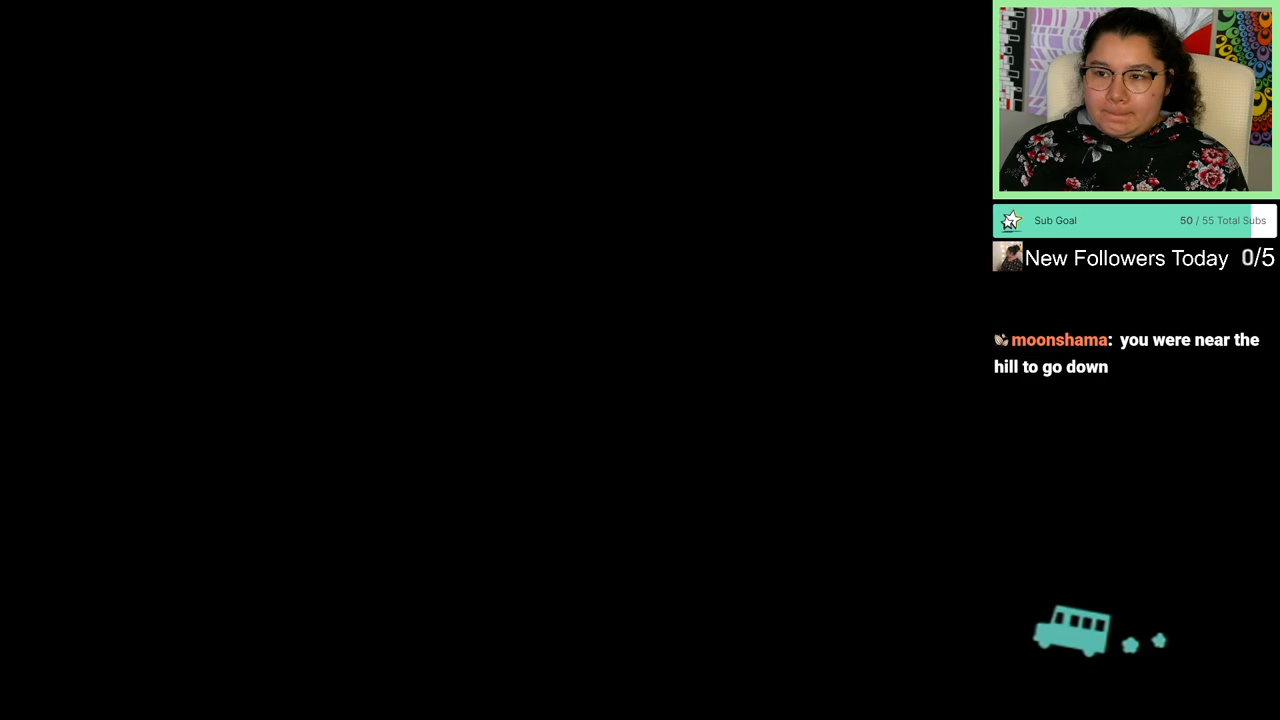 Sub Goal 50 / 55 Total Subs
New Followers Today 0/5
moonshama: you were near the
hill to go down